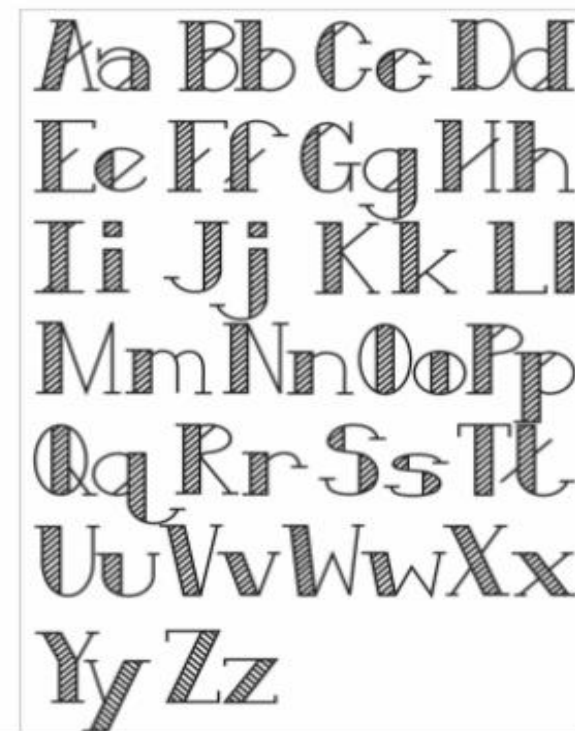 Aa Bb Cc Dd
Ee Ff Gg Hh
Ii Jj Kk Ll
Mm Nn Oo Pp
Qq Rr Ss Tt
Uu Vv Ww Xx
Yy Zz